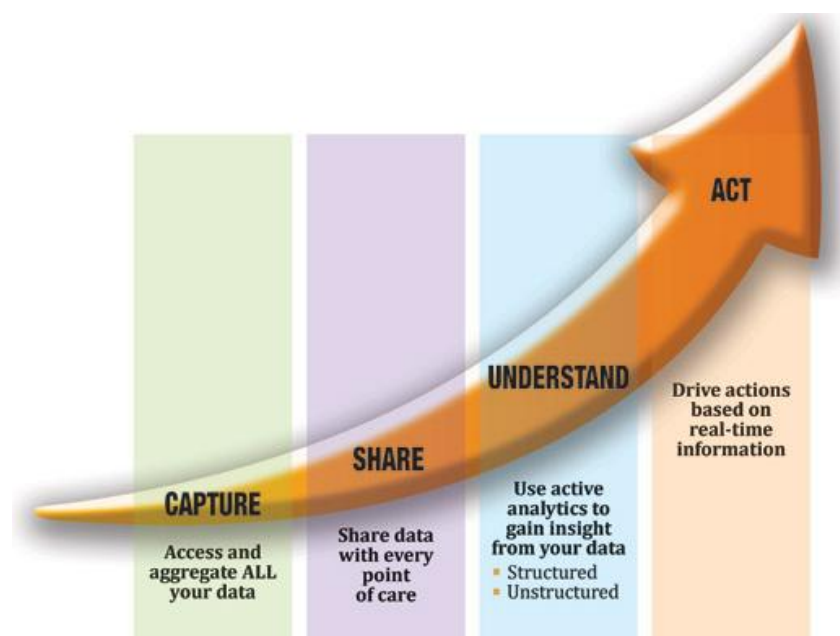 CAPTURE
Access and
aggregate ALL
your data
SHARE
Share data
with every
point
of care
UNDERSTAND
Use active
analytics to
gain insight
from your data
▪ Structured
▪ Unstructured
ACT
Drive actions
based on
real-time
information